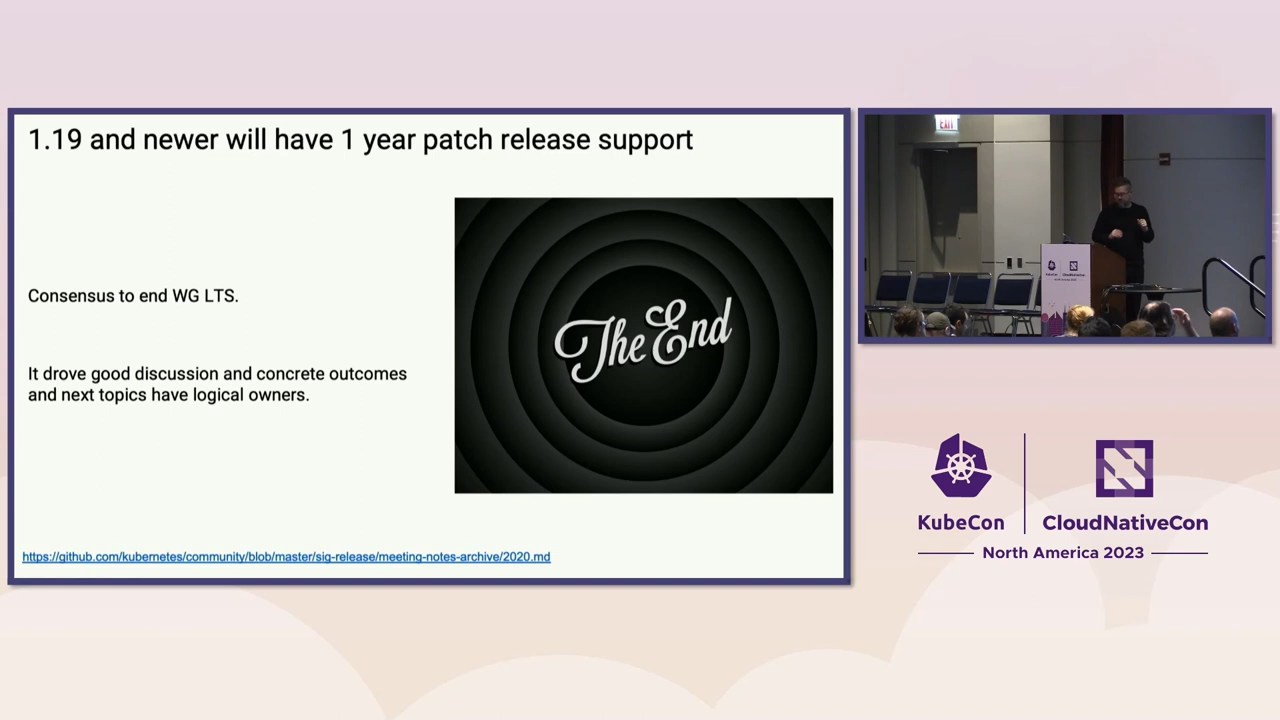 1.19 and newer will have 1 year patch release support
Consensus to end WG LTS.
It drove good discussion and concrete outcomes
and next topics have logical owners.
The End
https://github.com/kubernetes/community/blob/master/sig-release/meeting-notes-archive/2020.md
EXIT
KubeCon
CloudNativeCon
North America 2023